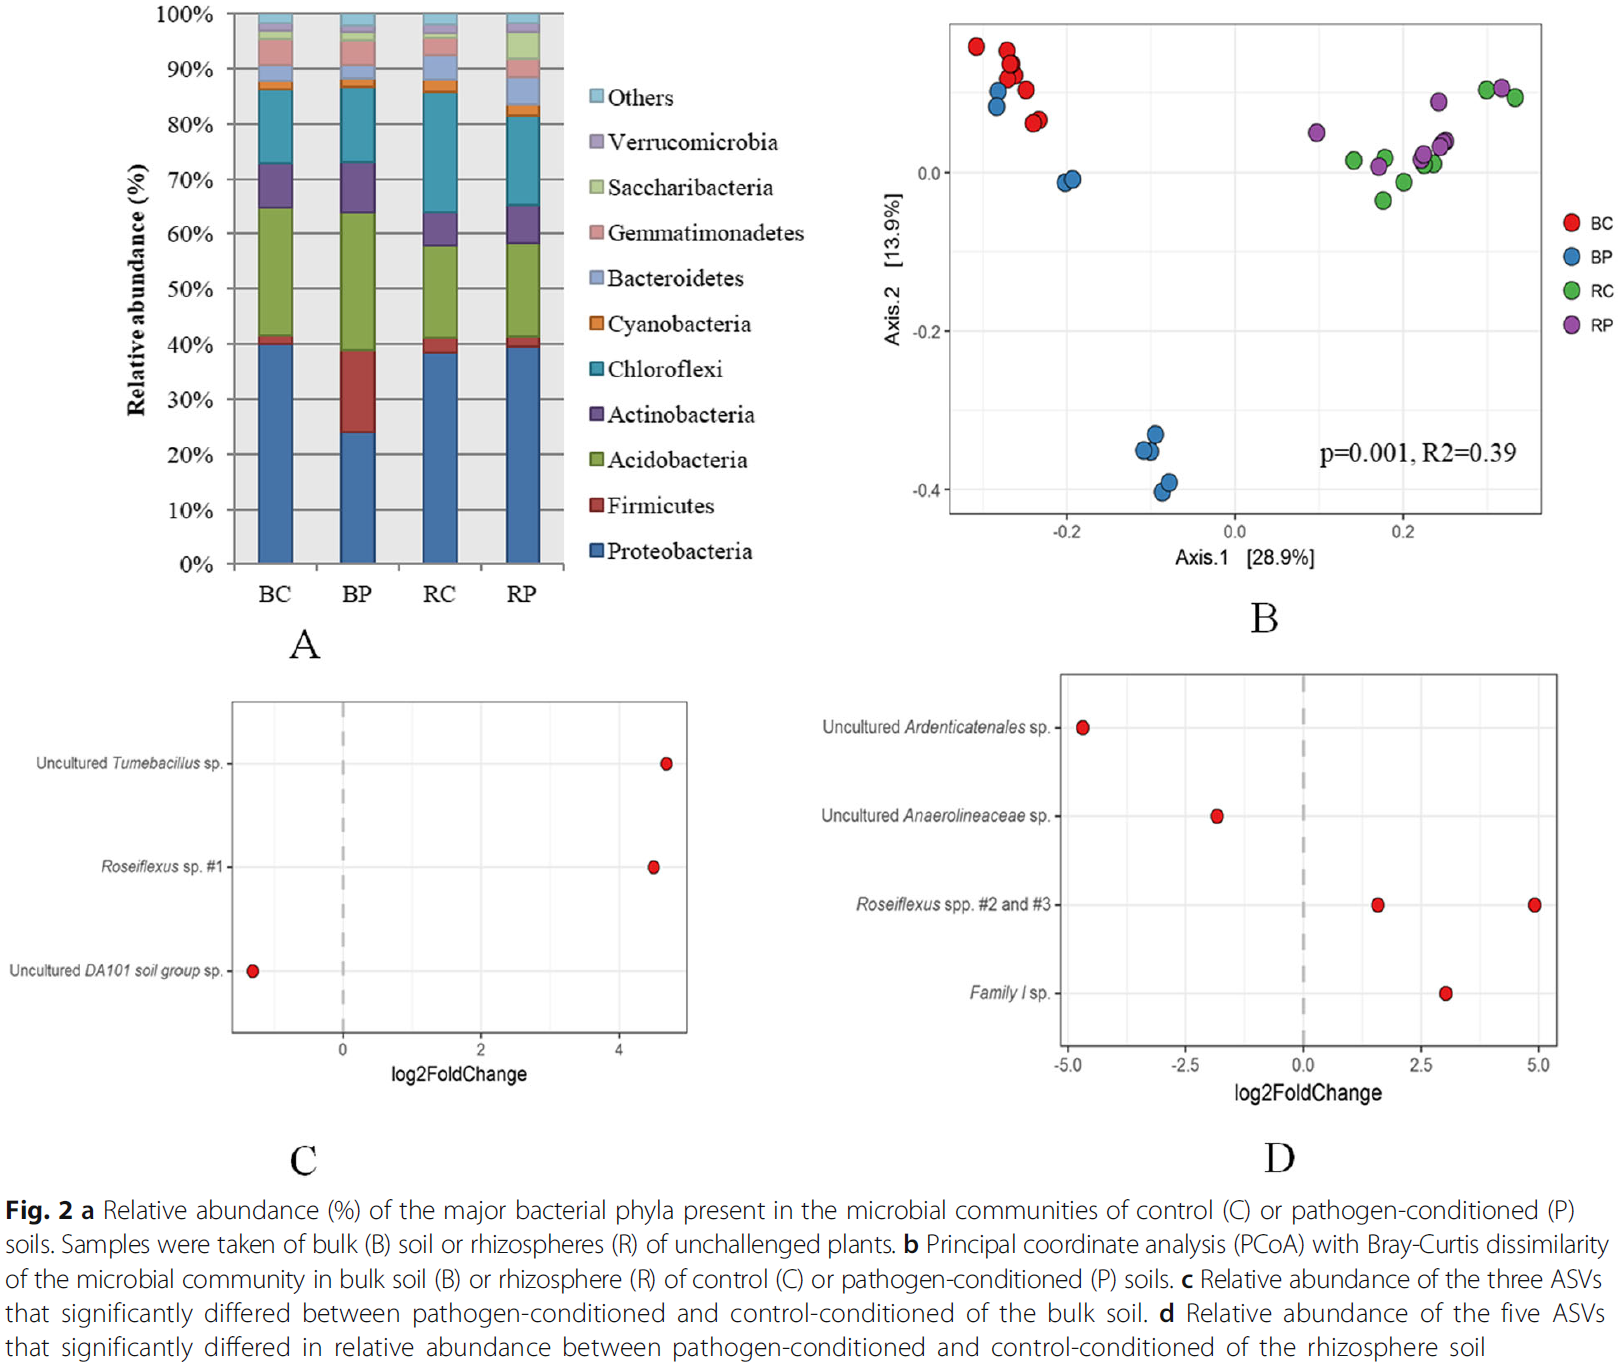 100%
90%
80%
70%
60%
50%
40%
30%
20%
10%
0%
Relative abundance (%)
BC BP RC RP
Others
Verrucomicrobia
Saccharibacteria
Gemmatimonadetes
Bacteroidetes
Cyanobacteria
Chloroflexi
Actinobacteria
Acidobacteria
Firmicutes
Proteobacteria
A
0.0
-0.2
-0.4
Axis.2 [13.9%]
p=0.001, R2=0.39
-0.2 0.0 0.2
Axis.1 [28.9%]
BC
BP
RC
RP
B
Uncultured Tumebacillus sp.
Roseiflexus sp. #1
Uncultured DA101 soil group sp.
0 2 4
log2FoldChange
C
Uncultured Ardenticatenales sp.
Uncultured Anaerolineaceae sp.
Roseiflexus spp. #2 and #3
Family I sp.
-5.0 -2.5 0.0 2.5 5.0
log2FoldChange
D
Fig. 2 a Relative abundance (%) of the major bacterial phyla present in the microbial communities of control (C) or pathogen-conditioned (P)
soils. Samples were taken of bulk (B) soil or rhizospheres (R) of unchallenged plants. b Principal coordinate analysis (PCoA) with Bray-Curtis dissimilarity
of the microbial community in bulk soil (B) or rhizosphere (R) of control (C) or pathogen-conditioned (P) soils. c Relative abundance of the three ASVs
that significantly differed between pathogen-conditioned and control-conditioned of the bulk soil. d Relative abundance of the five ASVs
that significantly differed in relative abundance between pathogen-conditioned and control-conditioned of the rhizosphere soil